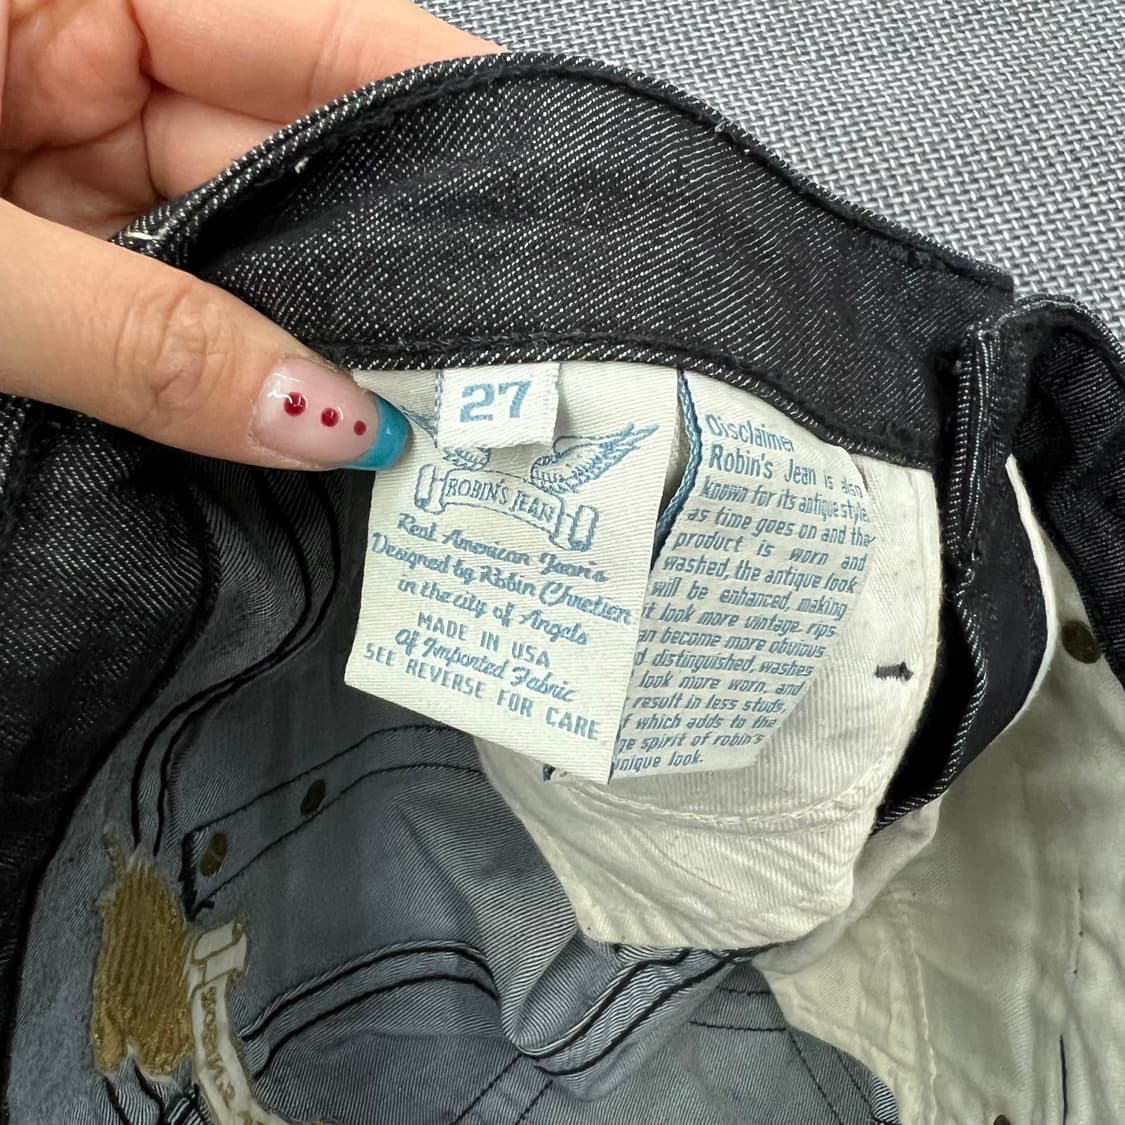 27
ROBIN'S JEAN
Real American Jean's
Designed by Robin Chretien
in the city of Angels
MADE IN USA
Of Imported Fabric
SEE REVERSE FOR CARE
Disclaimer
Robin's Jean is also
known for its antique style
as time goes on and the
product is worn and
washed, the antique look
will be enhanced, making
it look more vintage. rips
become more obvious
distinguished, washes
look more worn, and
result in less studs,
which adds to the
spirit of robin's
unique look.